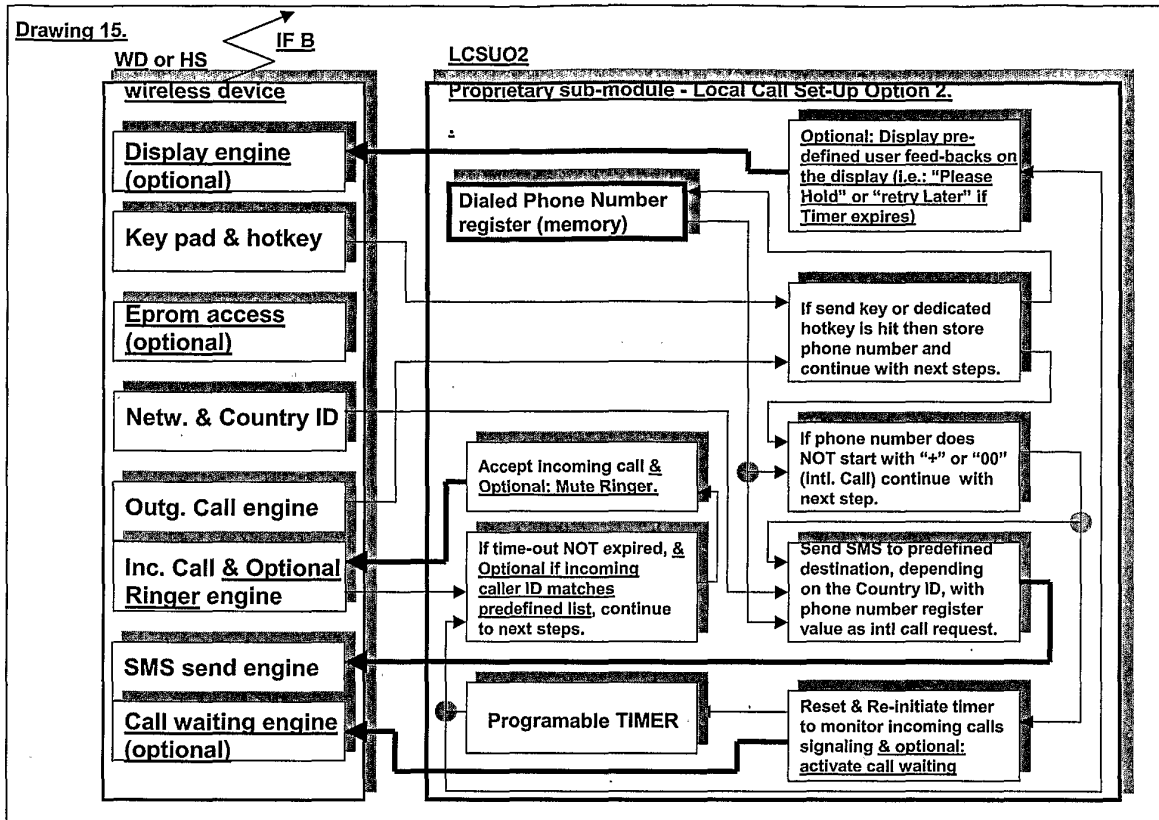 Drawing 15.
IF B
WD or HS
wireless device
Display engine
(optional)
Key pad & hotkey
Eprom access
(optional)
Netw. & Country ID
Outg. Call engine
Inc. Call & Optional
Ringer engine
SMS send engine
Call waiting engine
(optional)
LCSUO2
Proprietary sub-module - Local Call Set-Up Option 2.
.
Dialed Phone Number
register (memory)
Optional: Display pre-
defined user feed-backs on
the display (i.e.: "Please
Hold" or "retry Later" if
Timer expires)
If send key or dedicated
hotkey is hit then store
phone number and
continue with next steps.
If phone number does
NOT start with "+" or "00"
(intl. Call) continue with
next step.
Accept incoming call &
Optional: Mute Ringer.
If time-out NOT expired, &
Optional if incoming
caller ID matches
predefined list, continue
to next steps.
Send SMS to predefined
destination, depending
on the Country ID, with
phone number register
value as intl call request.
Programable TIMER
Reset & Re-initiate timer
to monitor incoming calls
signaling & optional:
activate call waiting